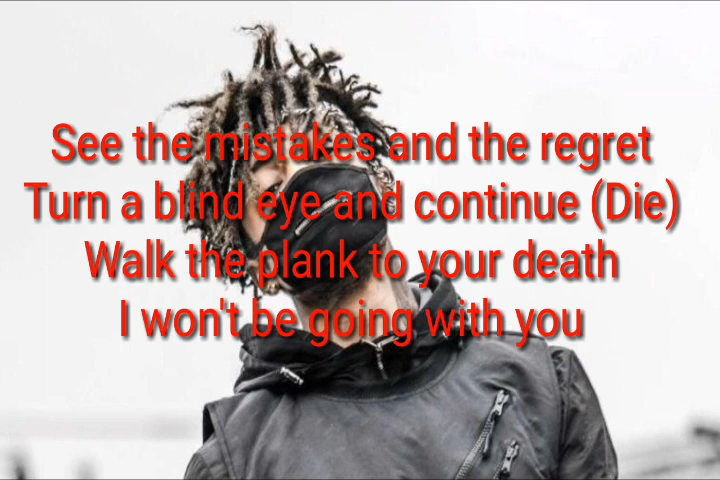 See the mistakes and the regret
Turn a blind eye and continue (Die)
Walk the plank to your death
I won't be going with you